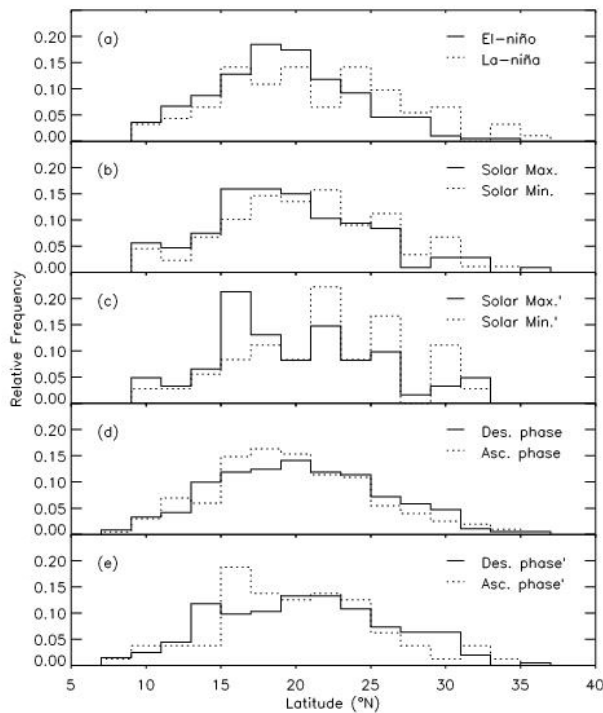 0.20
0.15
0.10
0.05
0.00
(a)
El-niño
La-niña
0.20
0.15
0.10
0.05
0.00
(b)
Solar Max.
Solar Min.
0.20
0.15
0.10
0.05
0.00
(c)
Solar Max.'
Solar Min.'
0.20
0.15
0.10
0.05
0.00
(d)
Des. phase
Asc. phase
0.20
0.15
0.10
0.05
0.00
(e)
Des. phase'
Asc. phase'
Relative Frequency
5 10 15 20 25 30 35 40
Latitude (°N)